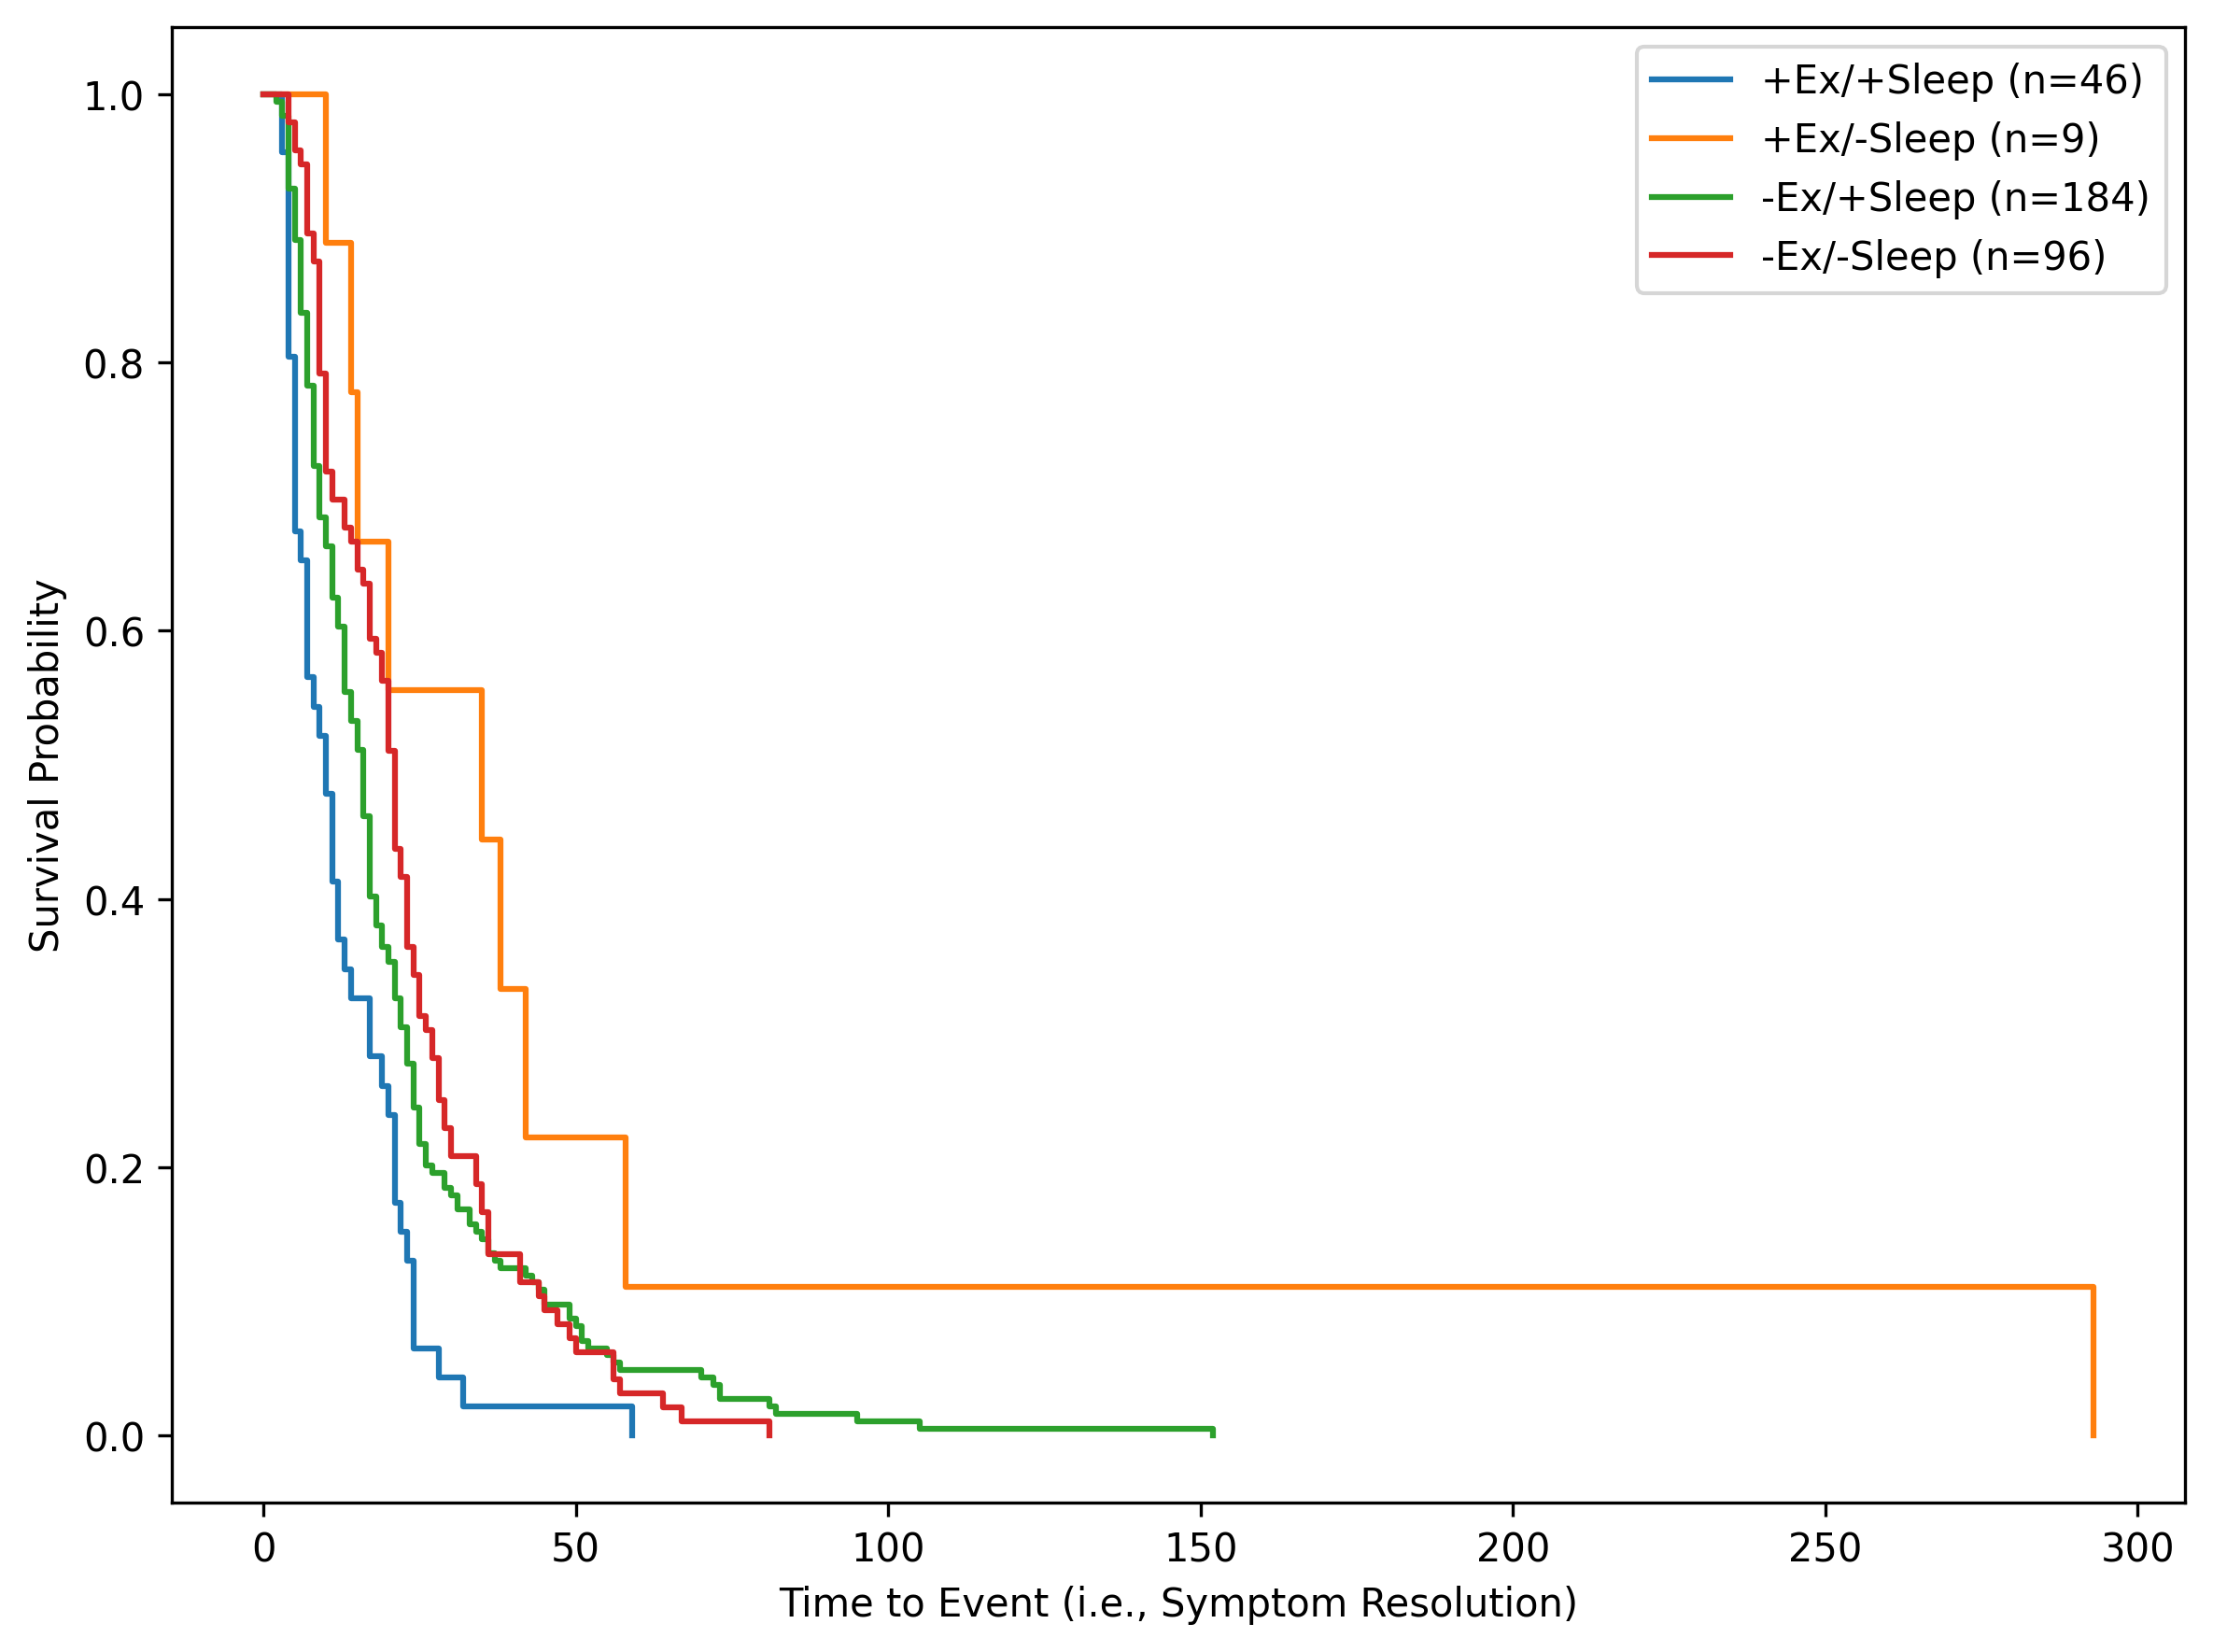 +Ex/+Sleep (n=46)
+Ex/-Sleep (n=9)
-Ex/+Sleep (n=184)
-Ex/-Sleep (n=96)
Survival Probability
1.0
0.8
0.6
0.4
0.2
0.0
0 50 100 150 200 250 300
Time to Event (i.e., Symptom Resolution)